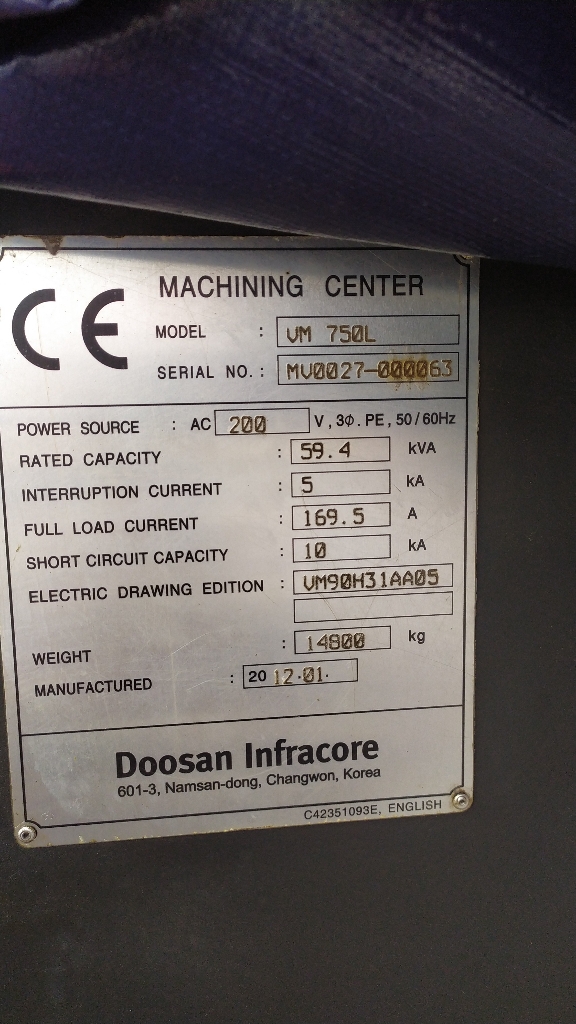 CE
MACHINING CENTER
MODEL : VM 750L
SERIAL NO. : MV0027-000063
POWER SOURCE : AC 200 V, 3Φ. PE, 50/60Hz
RATED CAPACITY : 59.4 kVA
INTERRUPTION CURRENT : 5 kA
FULL LOAD CURRENT : 169.5 A
SHORT CIRCUIT CAPACITY : 10 kA
ELECTRIC DRAWING EDITION : VM90H31AA05
WEIGHT : 14800 kg
MANUFACTURED : 20 12.01.
Doosan Infracore
601-3, Namsan-dong, Changwon, Korea
C42351093E, ENGLISH